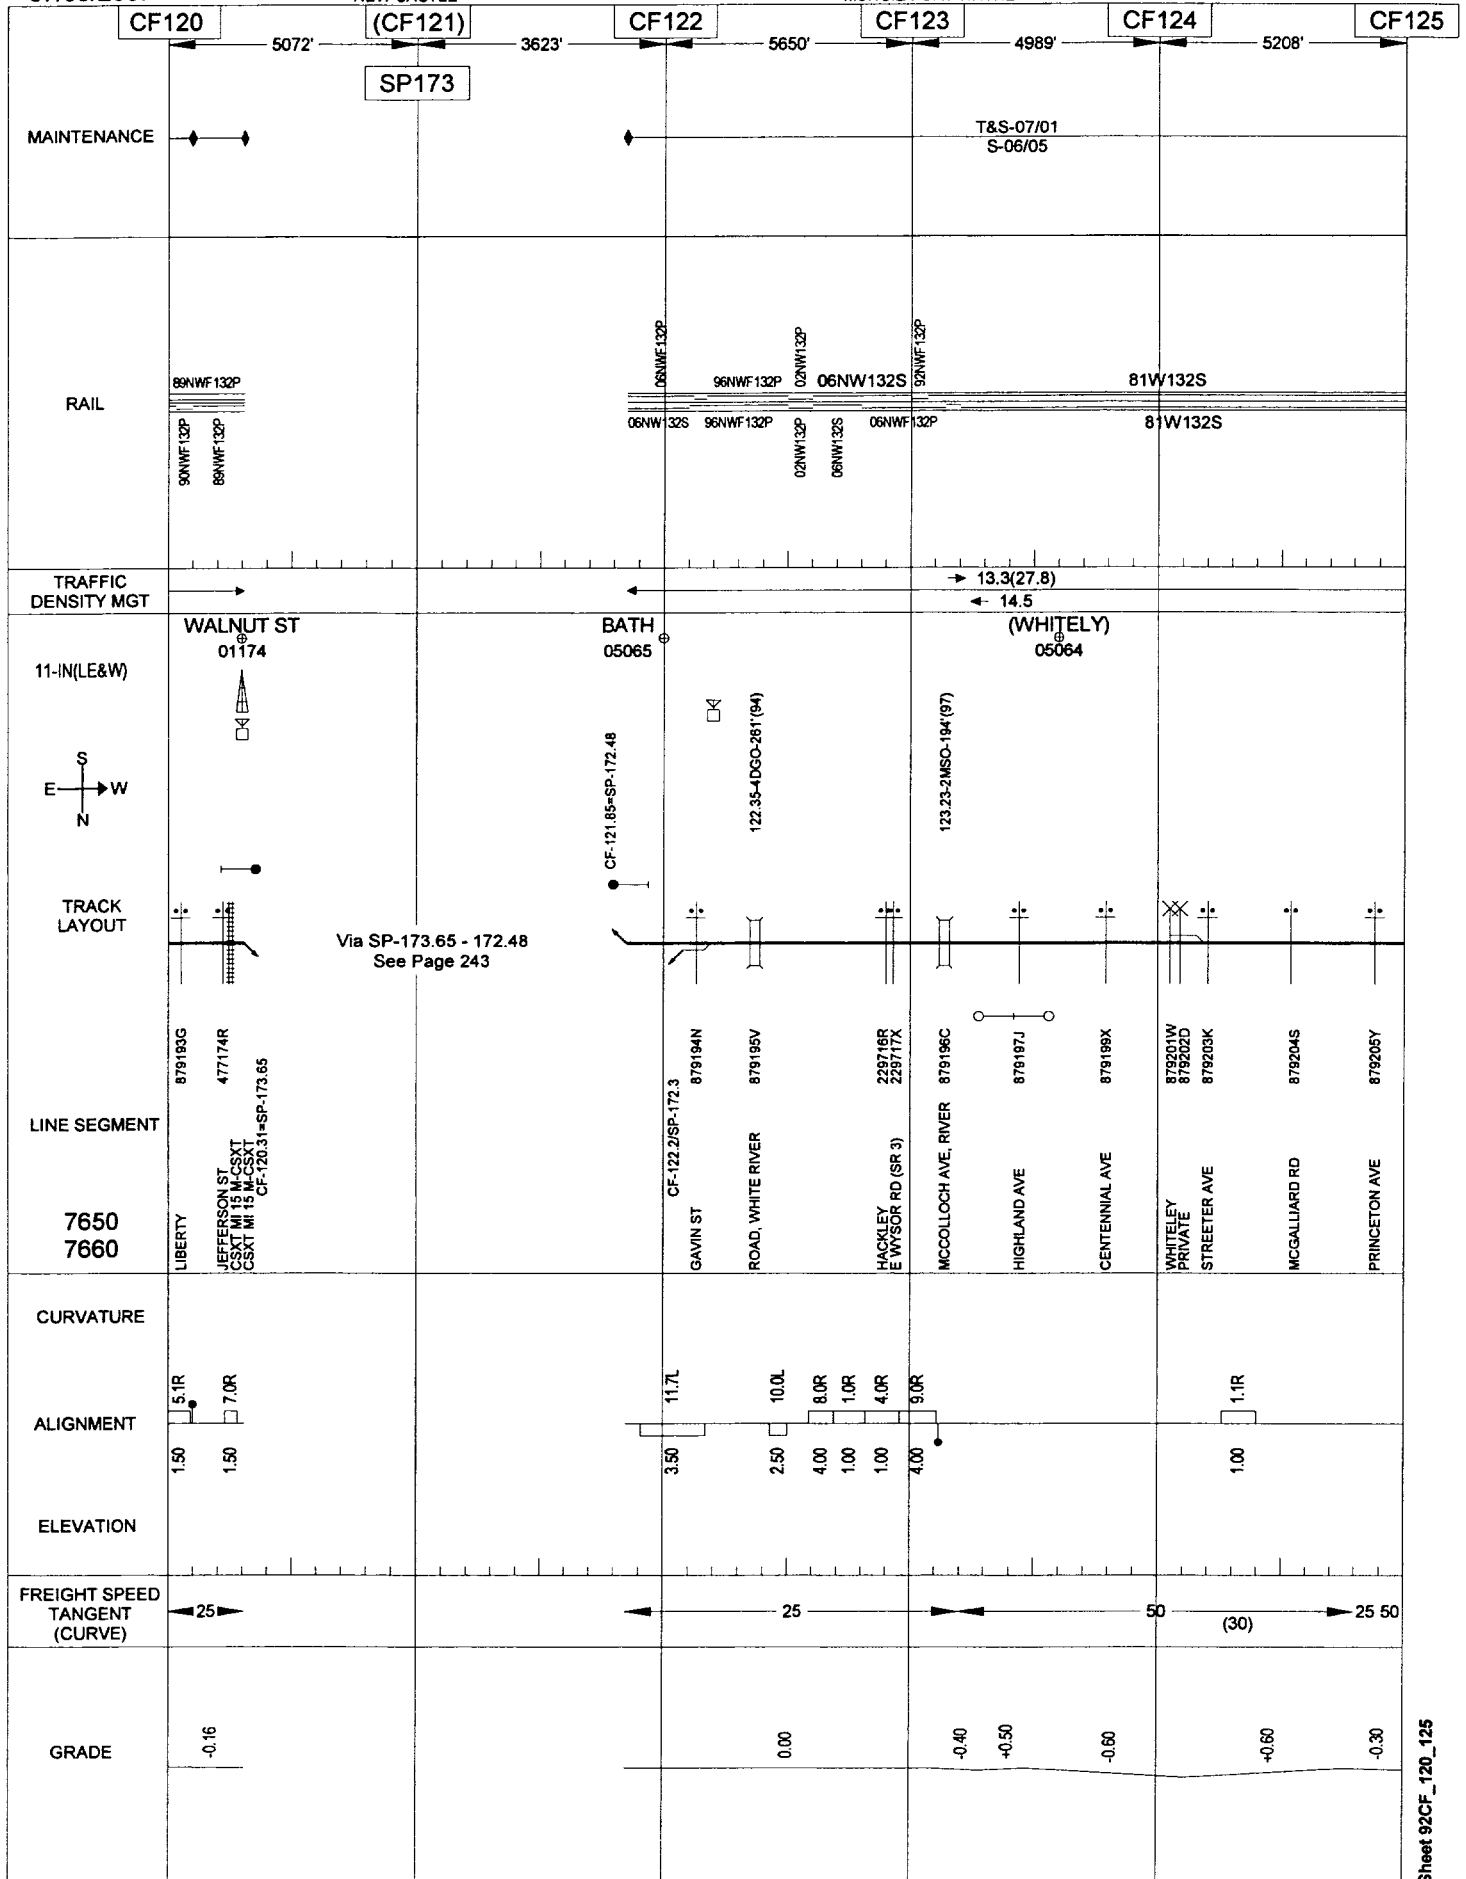 CF120
(CF121)
CF122
CF123
CF124
CF125
5072'
3623'
5650'
4989'
5208'
SP173
MAINTENANCE
T&S-07/01
S-06/05
RAIL
89NWF132P
90NWF132P
89NWF132P
06NWF132P
96NWF132P
02NW132P
06NW132S
92NWF132P
81W132S
06NW132S
96NWF132P
02NW132P
06NW132S
06NWF132P
81W132S
TRAFFIC
DENSITY MGT
13.3(27.8)
14.5
WALNUT ST
01174
BATH
05065
(WHITELY)
05064
11-IN(LE&W)
S
E W
N
CF-121.85=SP-172.48
122.35-4DGO-261'(94)
123.23-2MSO-194'(97)
TRACK
LAYOUT
Via SP-173.65 - 172.48
See Page 243
879193G
477174R
CF-120.31=SP-173.65
CF-122.2/SP-172.3
879194N
879195V
229716R
229717X
879196C
879197J
879199X
879201W
879202D
879203K
879204S
879205Y
LINE SEGMENT
7650
7660
LIBERTY
JEFFERSON ST
CSXT MI 15 M-CSXT
CSXT MI 15 M-CSXT
GAVIN ST
ROAD, WHITE RIVER
HACKLEY
E WYSOR RD (SR 3)
MCCOLLOCH AVE, RIVER
HIGHLAND AVE
CENTENNIAL AVE
WHITELEY
PRIVATE
STREETER AVE
MCGALLIARD RD
PRINCETON AVE
CURVATURE
5.1R
7.0R
11.7L
10.0L
8.0R
1.0R
4.0R
9.0R
1.1R
ALIGNMENT
1.50
1.50
3.50
2.50
4.00
1.00
1.00
4.00
1.00
ELEVATION
FREIGHT SPEED
TANGENT
(CURVE)
25
25
50
(30)
25 50
GRADE
-0.16
0.00
-0.40
+0.50
-0.60
+0.60
-0.30
Sheet 92CF_120_125